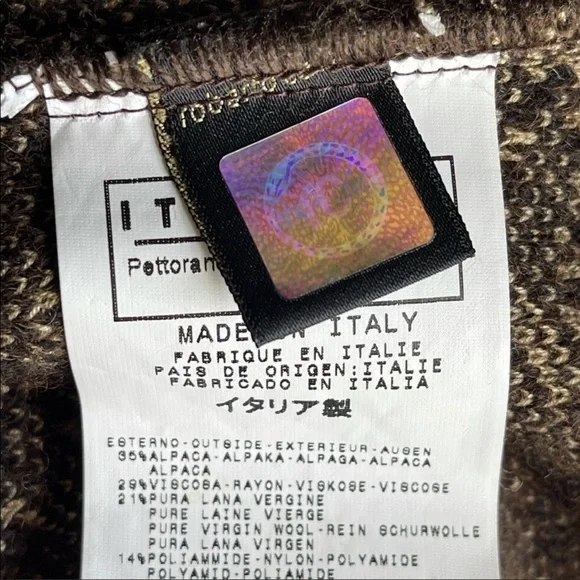 IT
Pettoran
MADE IN ITALY
FABRIQUE EN ITALIE
PAIS DE ORIGEN:ITALIE
FABRICADO EN ITALIA
イタリア製
ESTERNO-OUTSIDE-EXTERIEUR-AUSEN
35%ALPACA-ALPAKA-ALPAGA-ALPACA
ALPACA
29%VISCOSA-RAYON-VISKOSE-VISCOSE
21%PURA LANA VERGINE
PURE LAINE VIERGE
PURE VIRGIN WOOL-REIN SCHURWOLLE
PURA LANA VIRGEN
14%POLIAMMIDE-NYLON-POLYAMIDE
POLYAMID-POLIAMIDE